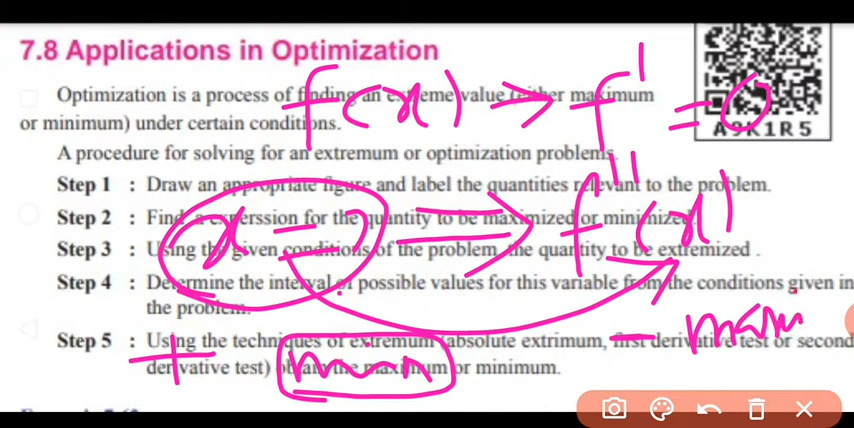 7.8 Applications in Optimization
Optimization is a process of finding an extreme value (either maximum
or minimum) under certain conditions.
A9K1R5
A procedure for solving for an extremum or optimization problems.
Step 1 : Draw an appropriate figure and label the quantities relevant to the problem.
Step 2 : Find a experssion for the quantity to be maximized or minimized.
Step 3 : Using the given conditions of the problem, the quantity to be extremized .
Step 4 : Determine the interval of possible values for this variable from the conditions given in
the problem.
Step 5 : Using the techniques of extremum (absolute extrimum, first derivative test or second
derivative test) obtain the maximum or minimum.
f(x) ⇒ f' = 0
x = ⇒ f''(x)
+ min
- max